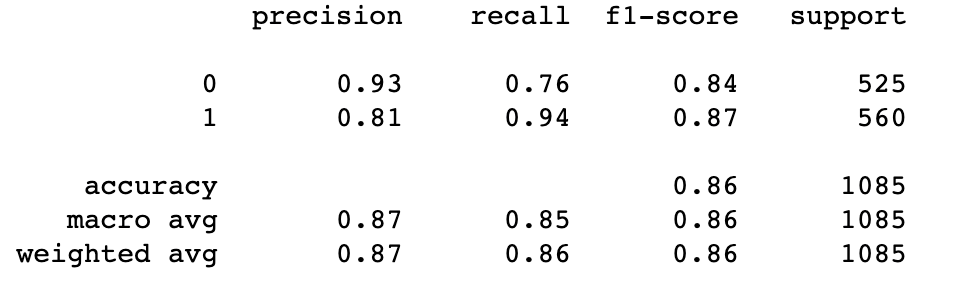 precision recall f1-score support
0 0.93 0.76 0.84 525
1 0.81 0.94 0.87 560
accuracy 0.86 1085
macro avg 0.87 0.85 0.86 1085
weighted avg 0.87 0.86 0.86 1085